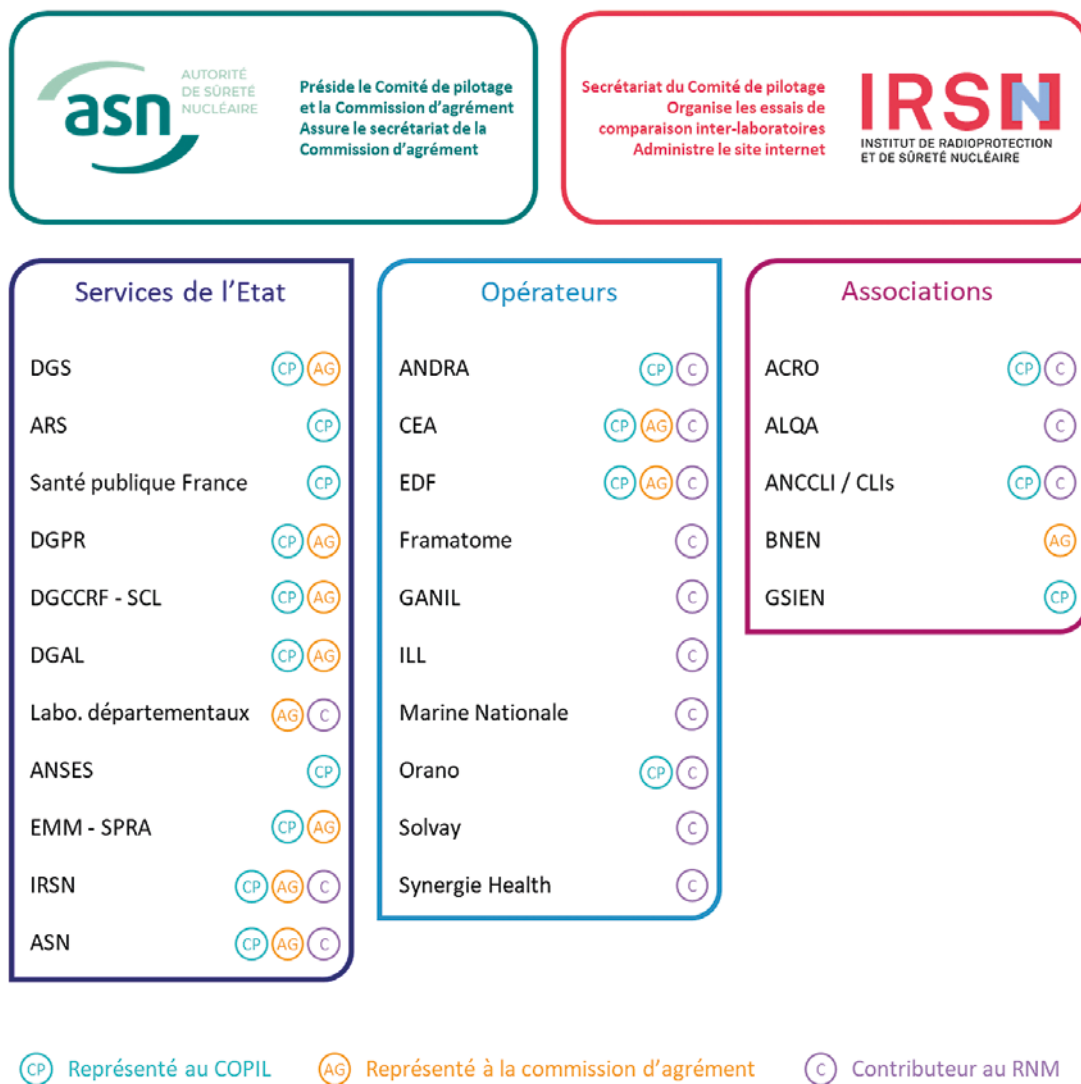 asn
AUTORITÉ
DE SÛRETÉ
NUCLÉAIRE
Préside le Comité de pilotage
et la Commission d'agrément
Assure le secrétariat de la
Commission d'agrément
Secrétariat du Comité de pilotage
Organise les essais de
comparaison inter-laboratoires
Administre le site internet
IRSN
INSTITUT DE RADIOPROTECTION
ET DE SÛRETÉ NUCLÉAIRE
Services de l'Etat
DGS CP AG
ARS CP
Santé publique France CP
DGPR CP AG
DGCCRF - SCL CP AG
DGAL CP AG
Labo. départementaux AG C
ANSES CP
EMM - SPRA CP AG
IRSN CP AG C
ASN CP AG C
Opérateurs
ANDRA CP C
CEA CP AG C
EDF CP AG C
Framatome C
GANIL C
ILL C
Marine Nationale C
Orano CP C
Solvay C
Synergie Health C
Associations
ACRO CP C
ALQA C
ANCCLI / CLIs CP C
BNEN AG
GSIEN CP
CP Représenté au COPIL AG Représenté à la commission d'agrément C Contributeur au RNM